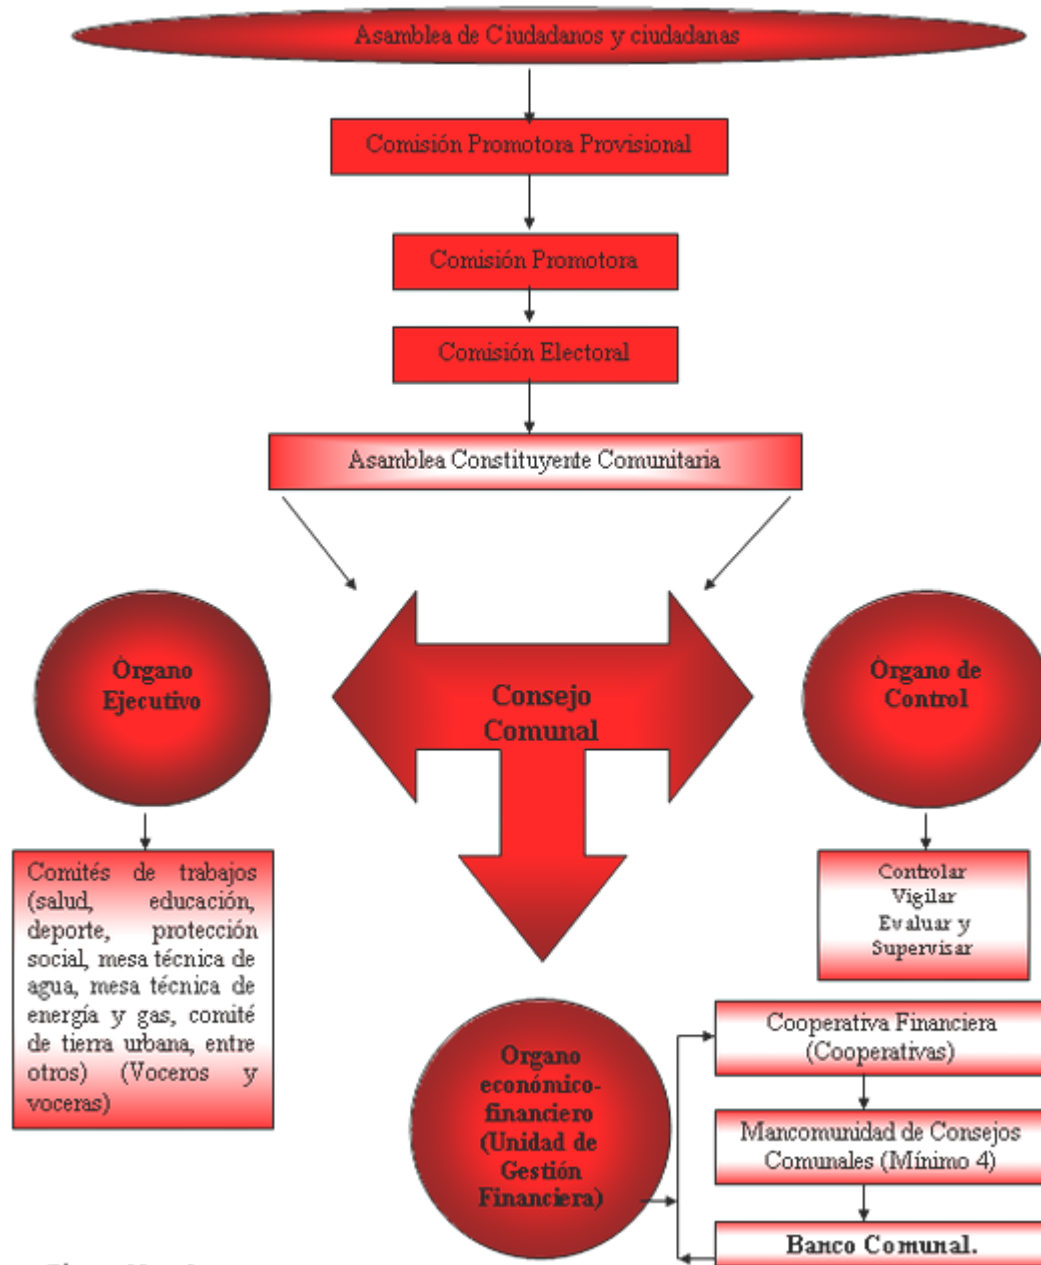 Asamblea de Ciudadanos y ciudadanas
Comisión Promotora Provisional
Comisión Promotora
Comisión Electoral
Asamblea Constituyente Comunitaria
Órgano
Ejecutivo
Consejo
Comunal
Órgano de
Control
Comités de trabajos
(salud, educación,
deporte, protección
social, mesa técnica de
agua, mesa técnica de
energía y gas, comité
de tierra urbana, entre
otros) (Voceros y
voceras)
Controlar
Vigilar
Evaluar y
Supervisar
Organo
económico-
financiero
(Unidad de
Gestión
Financiera)
Cooperativa Financiera
(Cooperativas)
Mancomunidad de Consejos
Comunales (Mínimo 4)
Banco Comunal.